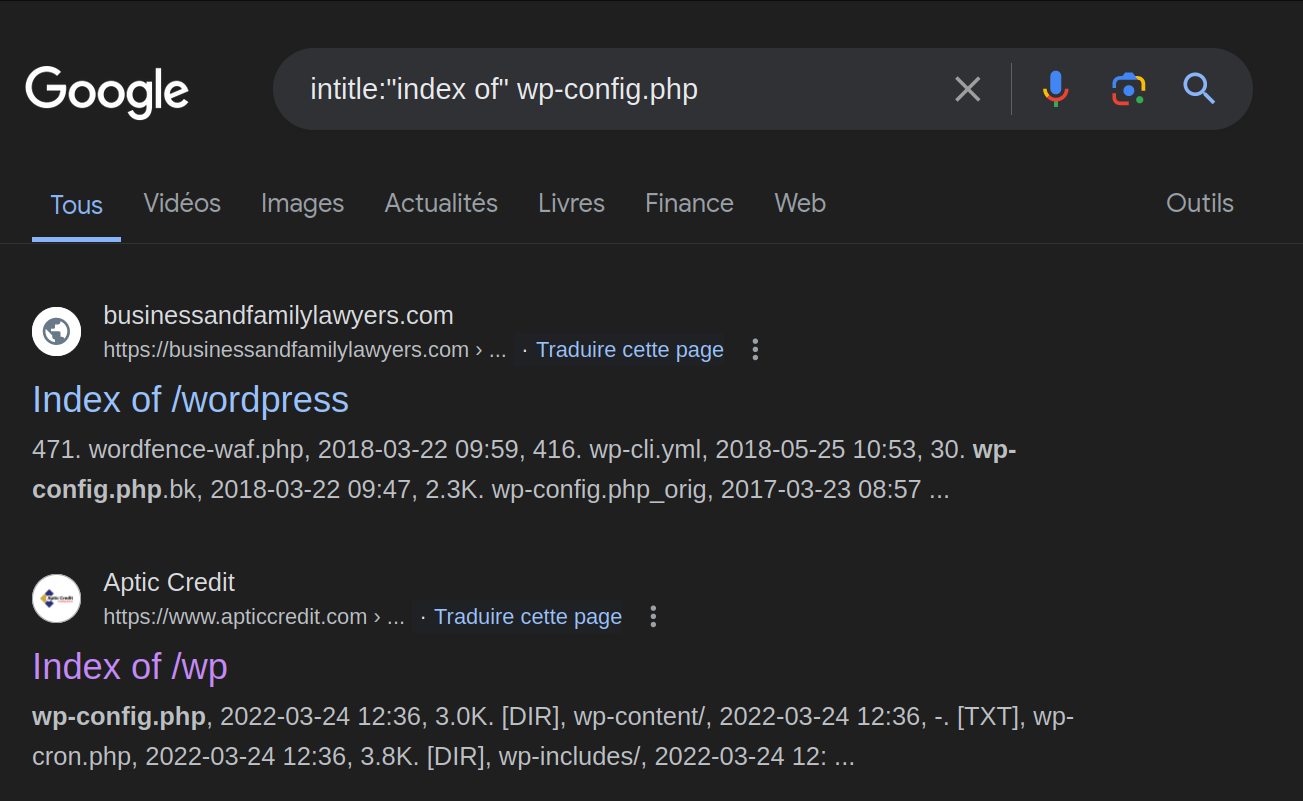 Google
intitle:"index of" wp-config.php
Tous Vidéos Images Actualités Livres Finance Web Outils
businessandfamilylawyers.com
https://businessandfamilylawyers.com › ... · Traduire cette page
Index of /wordpress
471. wordfence-waf.php, 2018-03-22 09:59, 416. wp-cli.yml, 2018-05-25 10:53, 30. wp-
config.php.bk, 2018-03-22 09:47, 2.3K. wp-config.php_orig, 2017-03-23 08:57 ...
Aptic Credit
Aptic Credit
https://www.apticcredit.com › ... · Traduire cette page
Index of /wp
wp-config.php, 2022-03-24 12:36, 3.0K. [DIR], wp-content/, 2022-03-24 12:36, -. [TXT], wp-
cron.php, 2022-03-24 12:36, 3.8K. [DIR], wp-includes/, 2022-03-24 12: ...